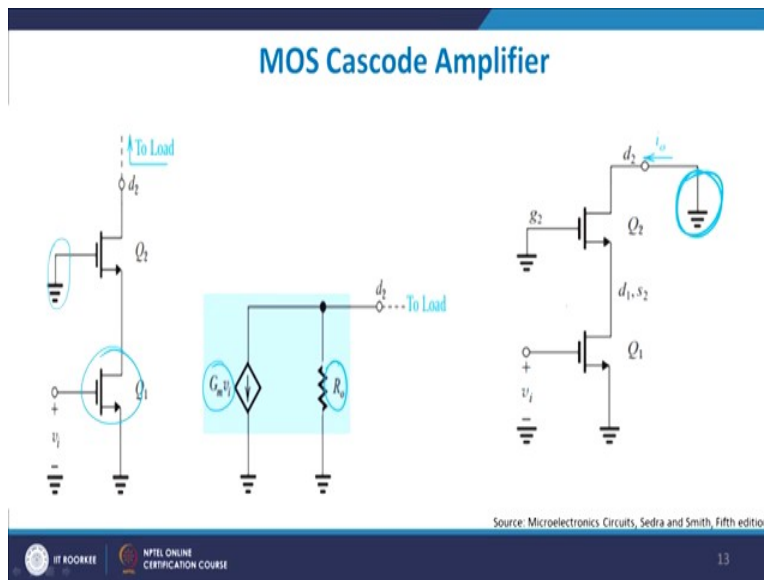 MOS Cascode Amplifier
To Load
d₂
Q₂
Q₁
+
vᵢ
−
Gₘvᵢ
Rₒ
d₂
To Load
iₒ
d₂
g₂
Q₂
d₁, s₂
Q₁
+
vᵢ
−
Source: Microelectronics Circuits, Sedra and Smith, Fifth edition
IIT ROORKEE
NPTEL ONLINE
CERTIFICATION COURSE
13